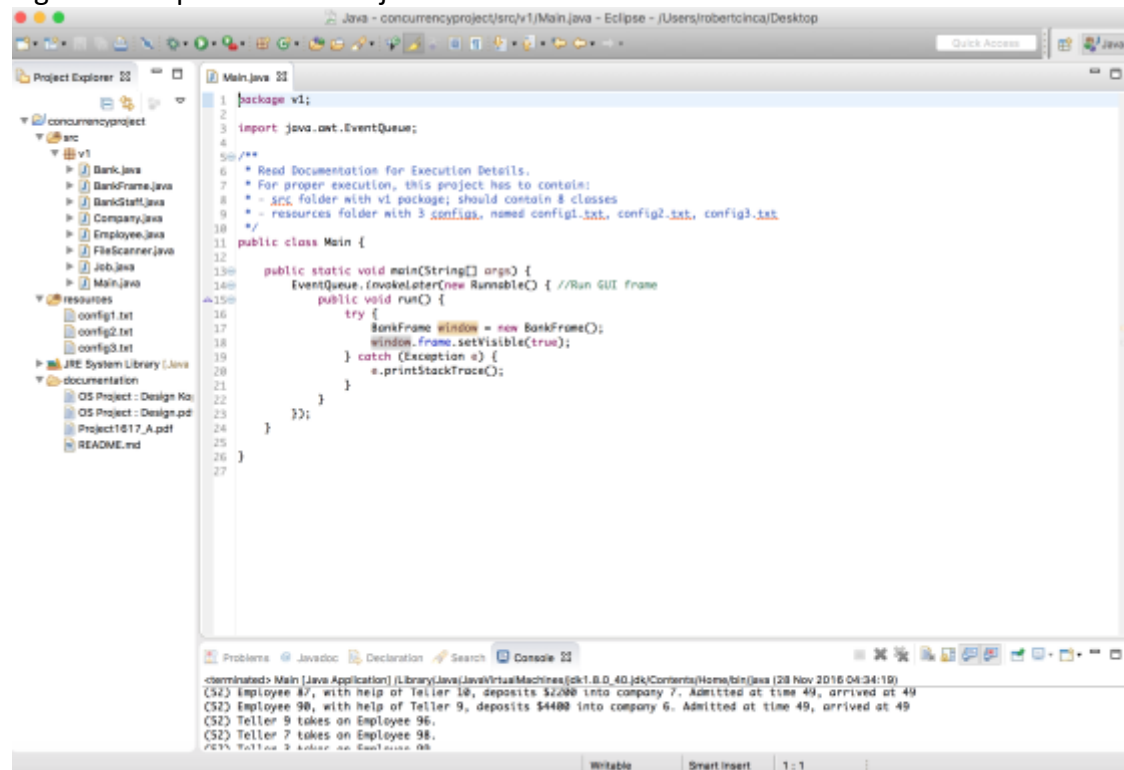 Java - concurrencyproject/src/v1/Main.java - Eclipse - /Users/robertcinca/Desktop
Quick Access
Java
Project Explorer
concurrencyproject
src
v1
Bank.java
BankFrame.java
BankStaff.java
Company.java
Employee.java
FileScanner.java
Job.java
Main.java
resources
config1.txt
config2.txt
config3.txt
JRE System Library [Java
documentation
OS Project : Design
OS Project : Design.pd
Project1617_A.pdf
README.md
Main.java
1 package v1;
2
3 import java.awt.EventQueue;
4
5 /**
6 * Read Documentation for Execution Details.
7 * For proper execution, this project has to contain:
8 * - src folder with v1 package; should contain 8 classes
9 * - resources folder with 3 configs, named config1.txt, config2.txt, config3.txt
10 */
11 public class Main {
12
13 public static void main(String[] args) {
14 EventQueue.invokeLater(new Runnable() { //Run GUI frame
15 public void run() {
16 try {
17 BankFrame window = new BankFrame();
18 window.frame.setVisible(true);
19 } catch (Exception e) {
20 e.printStackTrace();
21 }
22 }
23 });
24 }
25
26 }
27
Problems Javadoc Declaration Search Console
<terminated> Main [Java Application] /Library/Java/JavaVirtualMachines/jdk1.8.0_40.jdk/Contents/Home/bin/java (28 Nov 2016 04:34:19)
(52) Employee 87, with help of Teller 10, deposits $2200 into company 7. Admitted at time 49, arrived at 49
(52) Employee 90, with help of Teller 9, deposits $4400 into company 6. Admitted at time 49, arrived at 49
(52) Teller 9 takes on Employee 96.
(52) Teller 7 takes on Employee 98.
(52) Teller 3 takes on Employee 99.
Writable Smart Insert 1 : 1